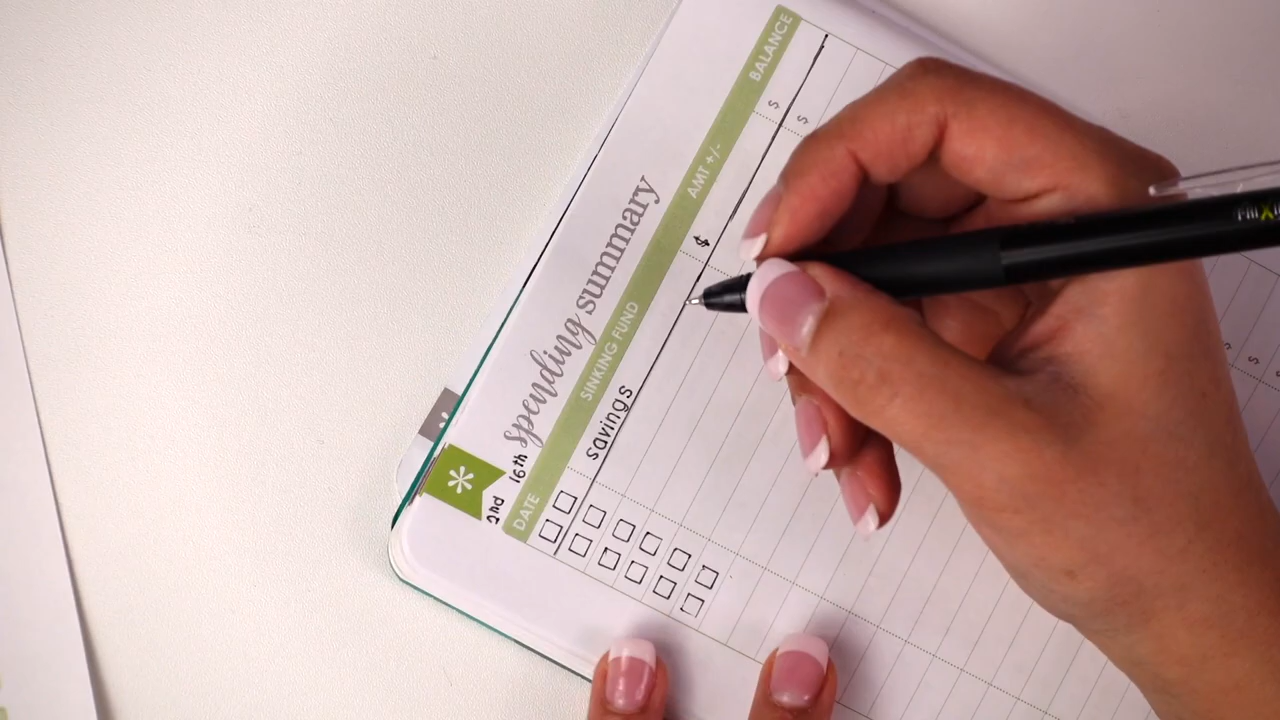 spending summary
2nd 16th
DATE SINKING FUND AMT +/- BALANCE
savings $ $
$